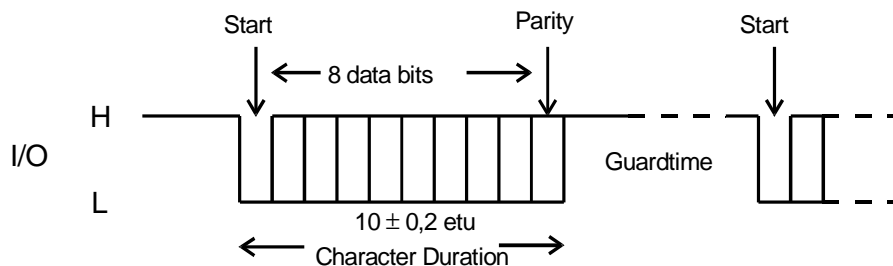 Start
Parity
Start
8 data bits
H
I/O
Guardtime
L
10 ± 0,2 etu
Character Duration